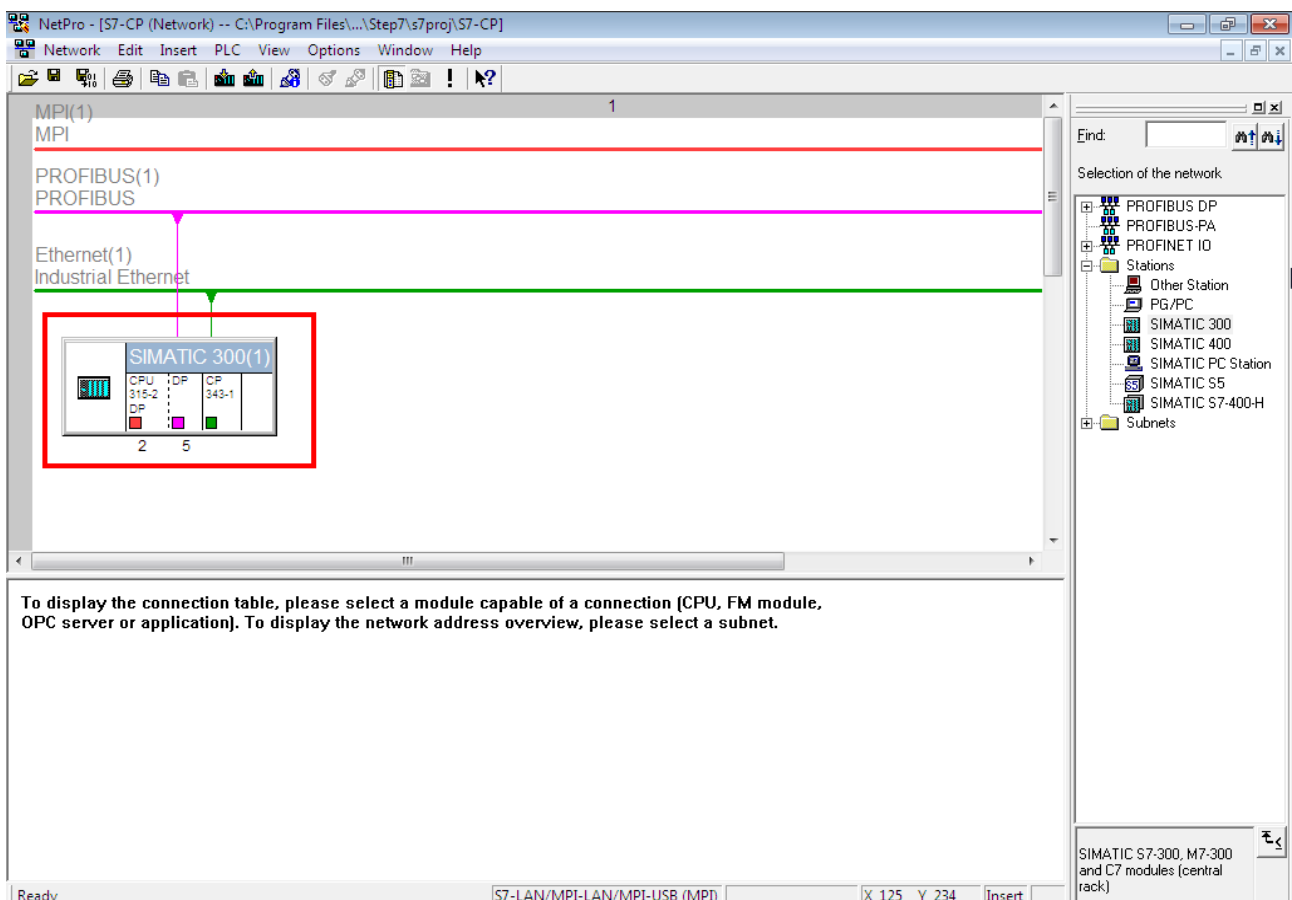 NetPro - [S7-CP (Network) -- C:\Program Files\...\Step7\s7proj\S7-CP]
Network Edit Insert PLC View Options Window Help
1
MPI(1)
MPI
PROFIBUS(1)
PROFIBUS
Ethernet(1)
Industrial Ethernet
SIMATIC 300(1)
CPU DP CP
315-2 343-1
DP
2 5
To display the connection table, please select a module capable of a connection (CPU, FM module,
OPC server or application). To display the network address overview, please select a subnet.
Find:
Selection of the network
PROFIBUS DP
PROFIBUS-PA
PROFINET IO
Stations
Other Station
PG/PC
SIMATIC 300
SIMATIC 400
SIMATIC PC Station
S5 SIMATIC S5
SIMATIC S7-400-H
Subnets
SIMATIC S7-300, M7-300
and C7 modules (central
rack)
Ready S7-LAN/MPI-LAN/MPI-USB (MPI) X 125 Y 234 Insert